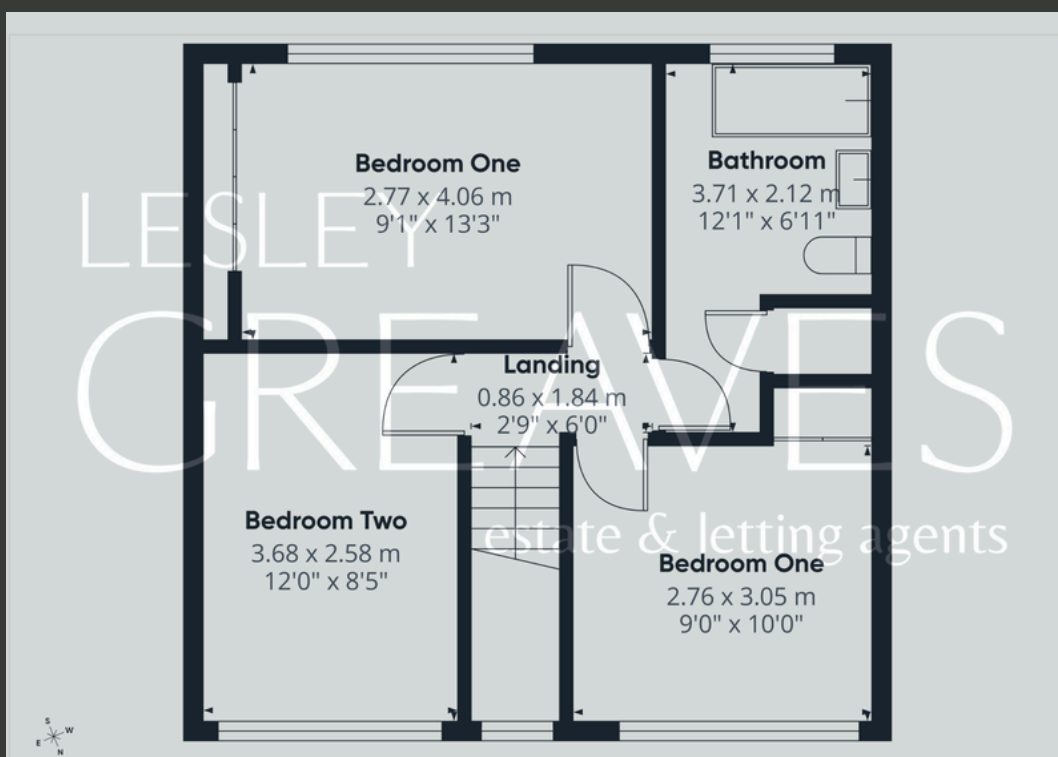 Bedroom One
2.77 x 4.06 m
9'1" x 13'3"
Bathroom
3.71 x 2.12 m
12'1" x 6'11"
LESLEY
GREAVES
estate & letting agents
Landing
0.86 x 1.84 m
2'9" x 6'0"
Bedroom Two
3.68 x 2.58 m
12'0" x 8'5"
Bedroom One
2.76 x 3.05 m
9'0" x 10'0"
S
W
E
N